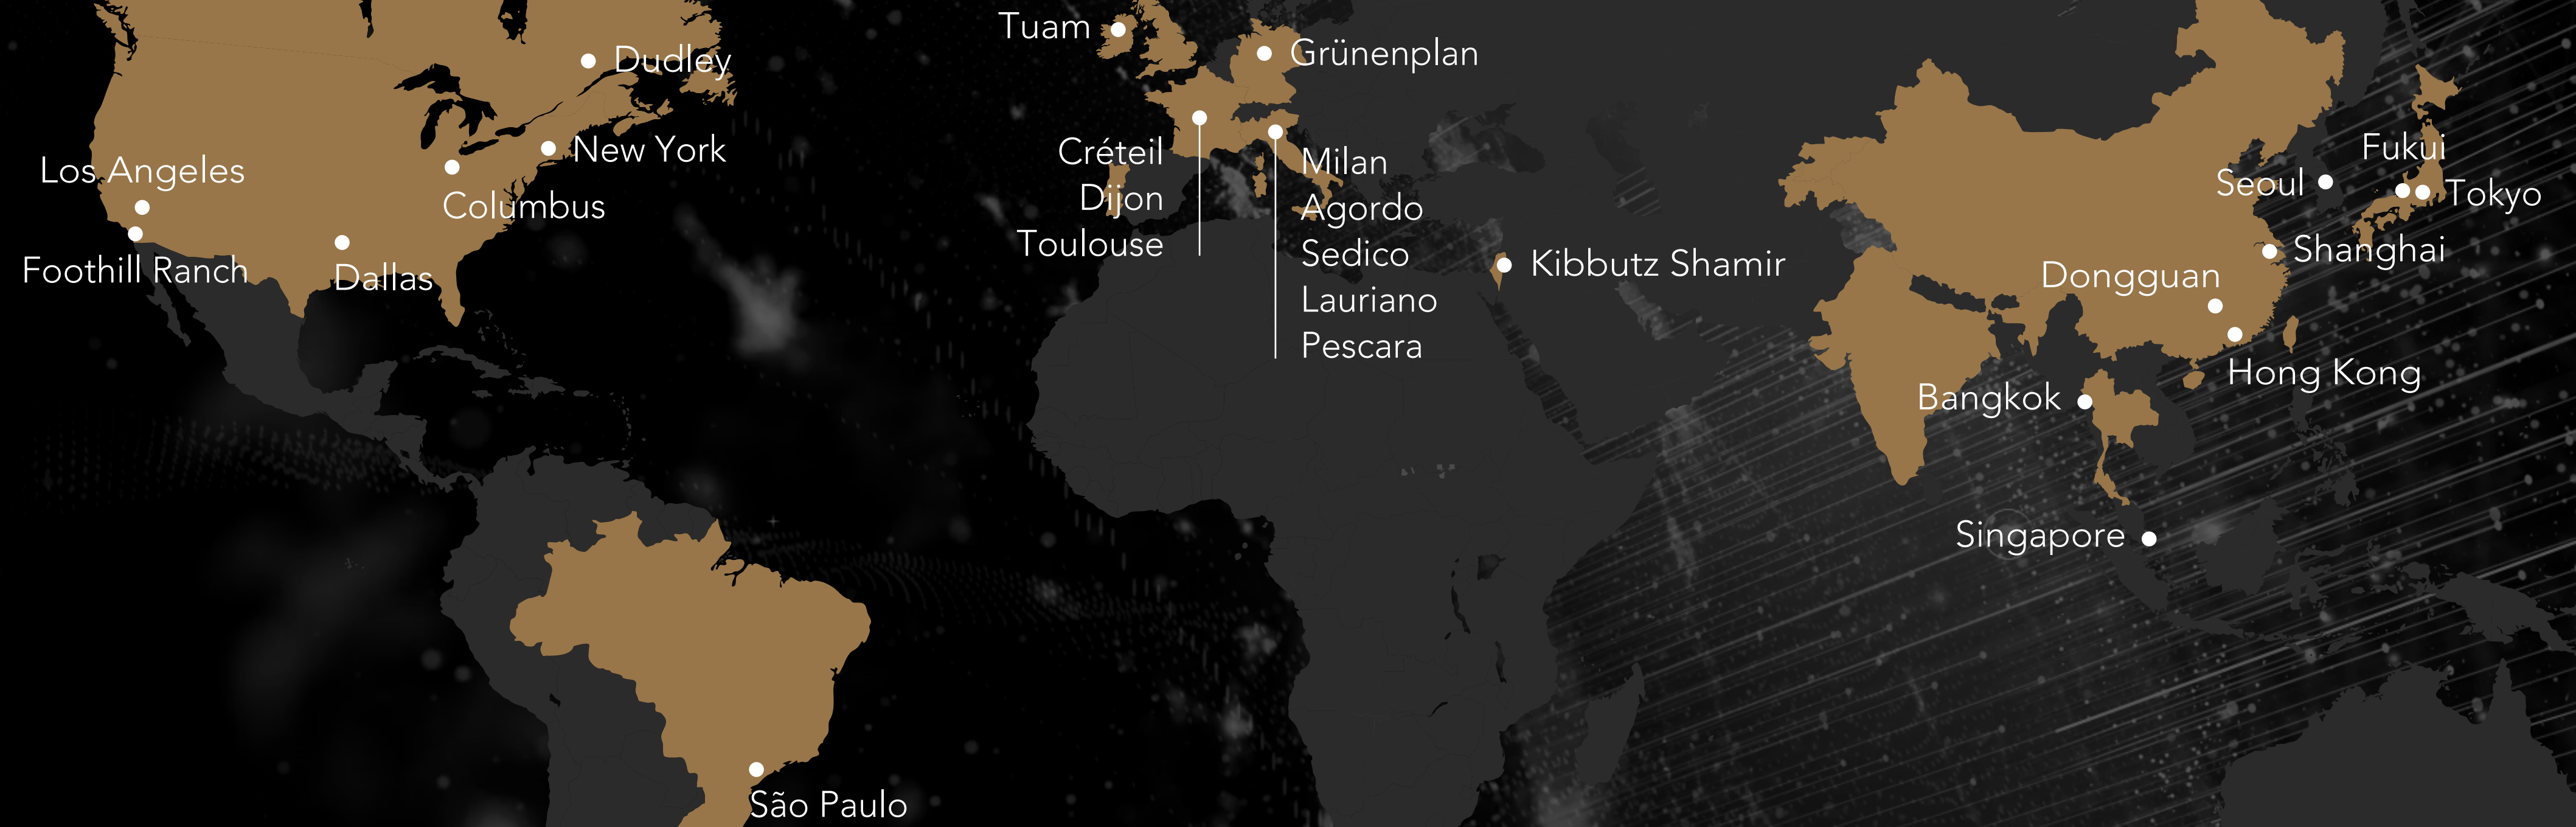 Dudley
New York
Los Angeles
Columbus
Foothill Ranch
Dallas
São Paulo
Tuam
Grünenplan
Créteil
Dijon
Toulouse
Milan
Agordo
Sedico
Lauriano
Pescara
Kibbutz Shamir
Fukui
Seoul
Tokyo
Shanghai
Dongguan
Hong Kong
Bangkok
Singapore